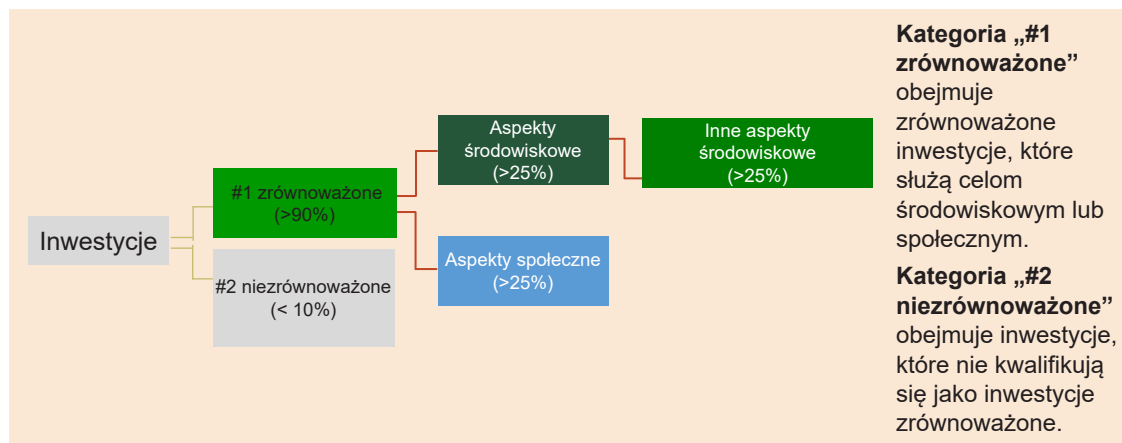 Inwestycje
#1 zrównoważone
(>90%)
#2 niezrównoważone
(< 10%)
Aspekty
środowiskowe
(>25%)
Aspekty społeczne
(>25%)
Inne aspekty
środowiskowe
(>25%)
Kategoria „#1
zrównoważone”
obejmuje
zrównoważone
inwestycje, które
służą celom
środowiskowym lub
społecznym.
Kategoria „#2
niezrównoważone”
obejmuje inwestycje,
które nie kwalifikują
się jako inwestycje
zrównoważone.